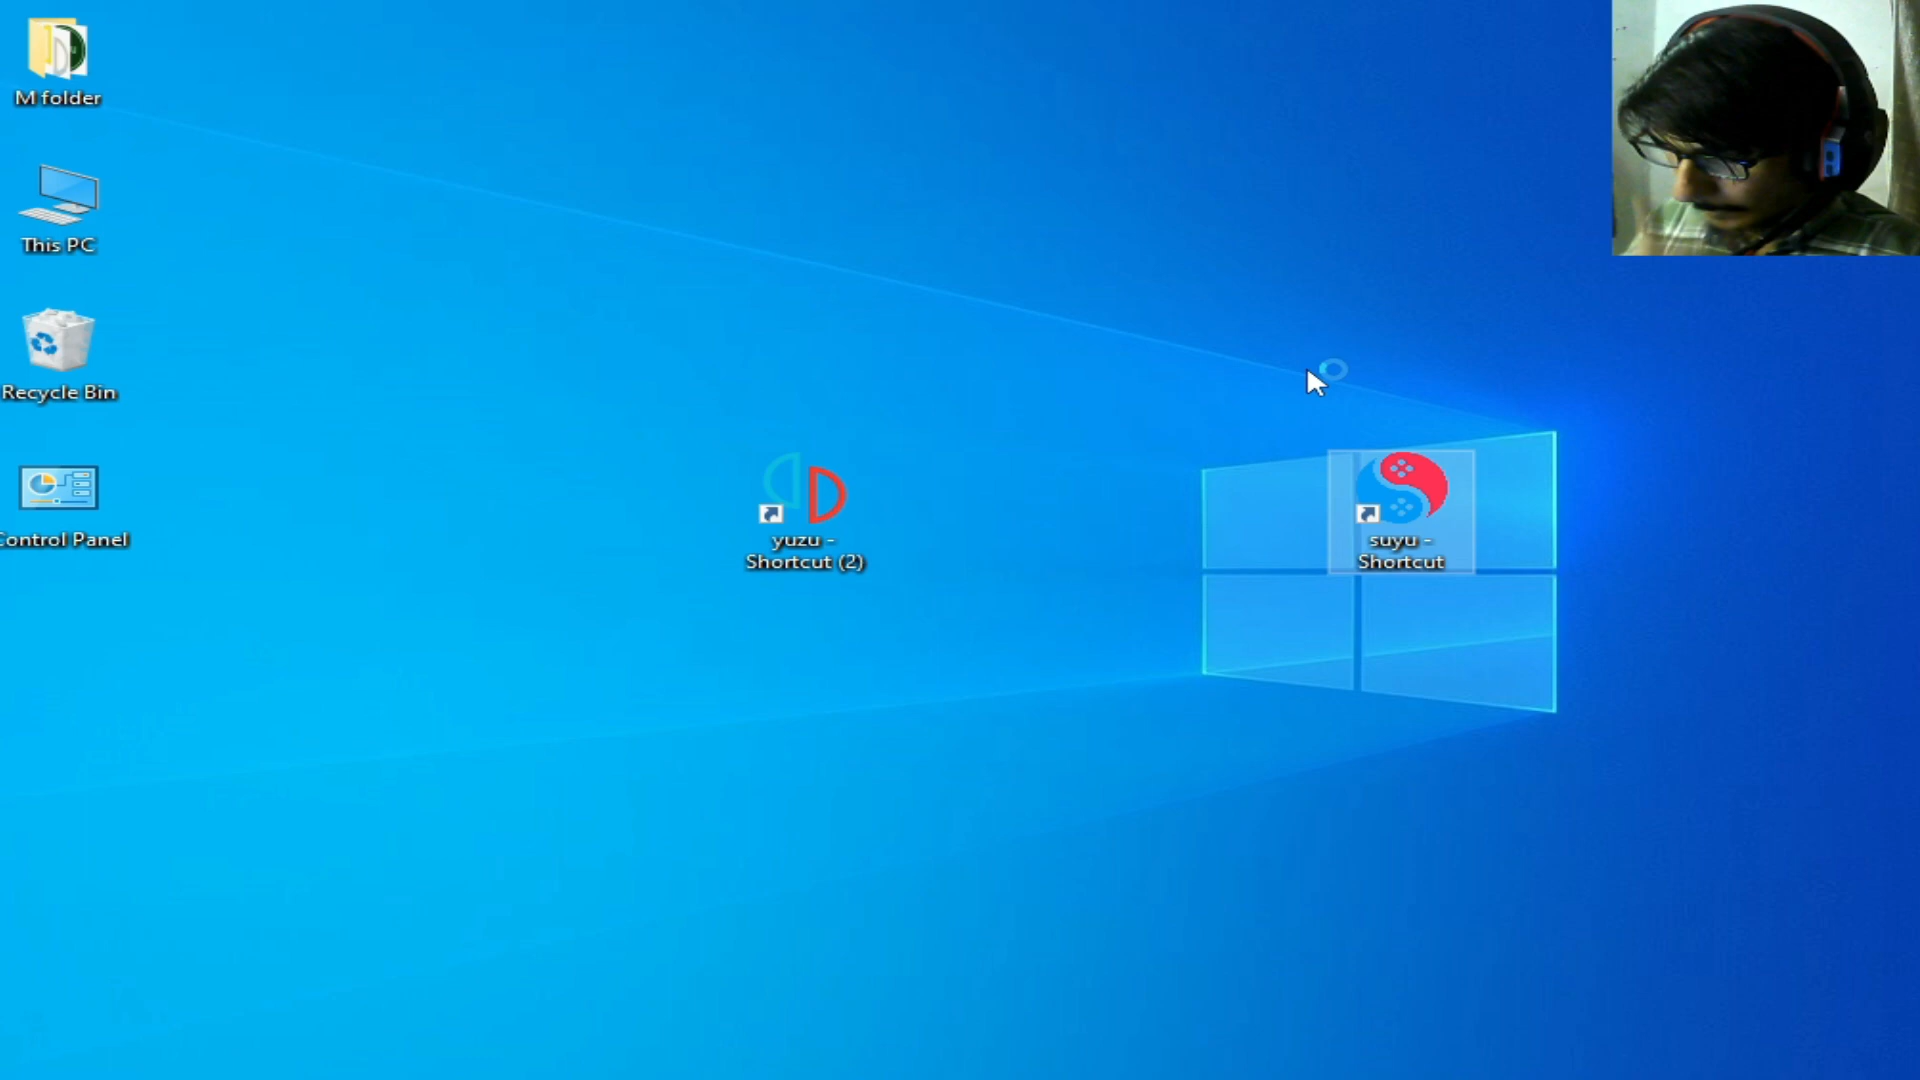 M folder
This PC
Recycle Bin
Control Panel
yuzu -
Shortcut (2)
suyu -
Shortcut